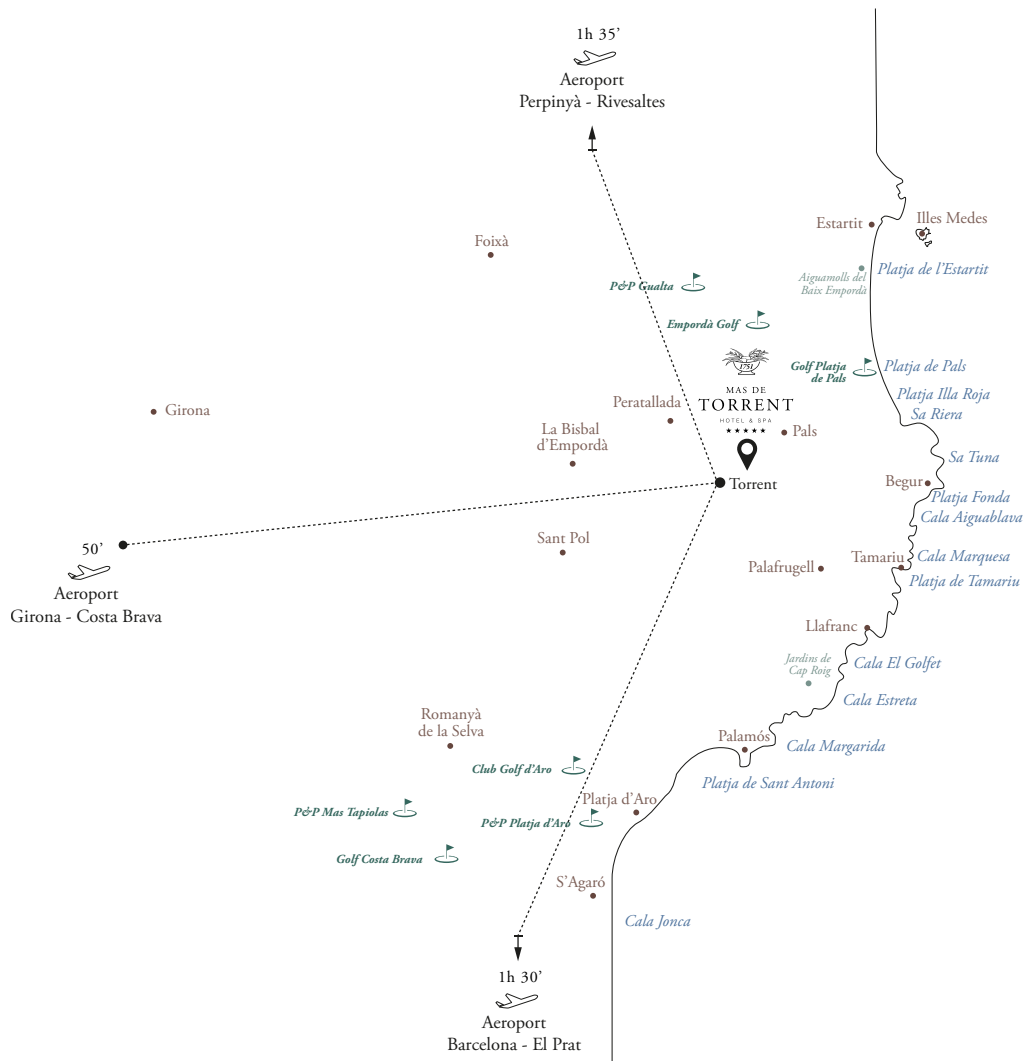 1h 35’
Aeroport
Perpinyà - Rivesaltes
Estartit
Illes Medes
Foixà
Platja de l’Estartit
Aiguamolls del
Baix Empordà
P&P Gualta
Empordà Golf
1751
Golf Platja
de Pals
Platja de Pals
MAS DE
TORRENT
HOTEL & SPA
★★★★★
Platja Illa Roja
Sa Riera
Peratallada
Girona
La Bisbal
d’Empordà
Pals
Sa Tuna
Torrent
Begur
Platja Fonda
Cala Aiguablava
Sant Pol
50’
Aeroport
Girona - Costa Brava
Palafrugell
Tamariu
Cala Marquesa
Platja de Tamariu
Llafranc
Jardins de
Cap Roig
Cala El Golfet
Cala Estreta
Romanyà
de la Selva
Palamós
Cala Margarida
Club Golf d’Aro
Platja de Sant Antoni
Platja d’Aro
P&P Mas Tapiolas
P&P Platja d’Aro
Golf Costa Brava
S’Agaró
Cala Jonca
1h 30’
Aeroport
Barcelona - El Prat